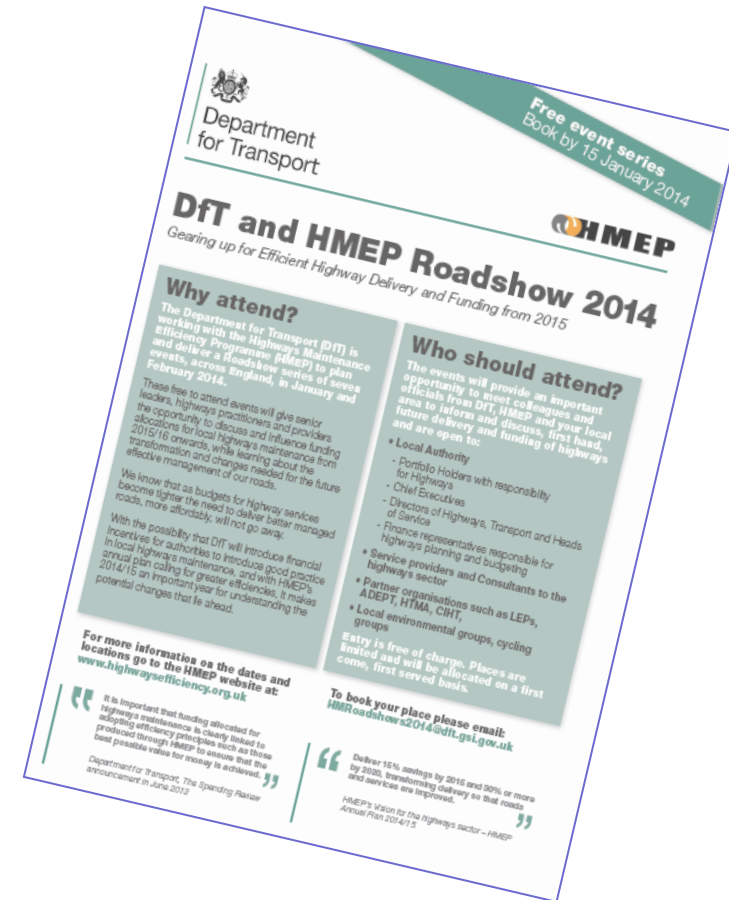 Free event series
Book by 15 January 2014
Department
for Transport
HMEP
DfT and HMEP Roadshow 2014
Gearing up for Efficient Highway Delivery and Funding from 2015
Why attend?
The Department for Transport (DfT) is
working with the Highways Maintenance
Efficiency Programme (HMEP) to plan
and deliver a Roadshow series of seven
events, across England, in January and
February 2014.
These free to attend events will give senior
leaders, highways practitioners and providers
the opportunity to discuss and influence funding
allocations for local highways maintenance from
2015/16 onwards, while learning about the
transformation and changes needed for the future
effective management of our roads.
We know that as budgets for highway services
become tighter the need to deliver better managed
roads, more affordably, will not go away.
With the possibility that DfT will introduce financial
incentives for authorities to introduce good practice
in local highways maintenance, and with HMEP's
annual plan calling for greater efficiencies, it makes
2014/15 an important year for understanding the
potential changes that lie ahead.
Who should attend?
The events will provide an important
opportunity to meet colleagues and
officials from DfT, HMEP and your local
area to inform and discuss, first hand,
future delivery and funding of highways
and are open to:
• Local Authority
- Portfolio Holders with responsibility
for Highways
- Chief Executives
- Directors of Highways, Transport and Heads
of Service
- Finance representatives responsible for
highways planning and budgeting
• Service providers and Consultants to the
highways sector
• Partner organisations such as LEPs,
ADEPT, HTMA, CIHT,
• Local environmental groups, cycling
groups
Entry is free of charge. Places are
limited and will be allocated on a first
come, first served basis.
For more information on the dates and
locations go to the HMEP website at:
www.highwaysefficiency.org.uk
“ It is important that funding allocated for
highways maintenance is clearly linked to
adopting efficiency principles such as those
produced through HMEP to ensure that the
best possible value for money is achieved. ”
Department for Transport, The Spending Review
announcement in June 2013
To book your place please email:
HMRoadshows2014@dft.gsi.gov.uk
“ Deliver 15% savings by 2015 and 30% or more
by 2020, transforming delivery so that roads
and services are improved. ”
HMEP's Vision for the highways sector – HMEP
Annual Plan 2014/15